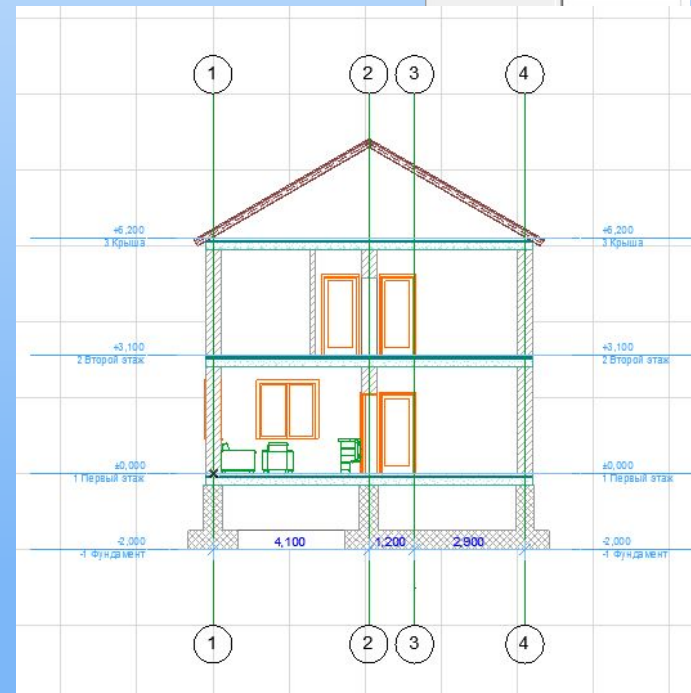 1 2 3 4
+6,200 +6,200
3 Крыша 3 Крыша
+3,100 +3,100
2 Второй этаж 2 Второй этаж
±0,000 ±0,000
1 Первый этаж 1 Первый этаж
-2,000 4,100 1,200 2,900 -2,000
-1 Фундамент -1 Фундамент
1 2 3 4